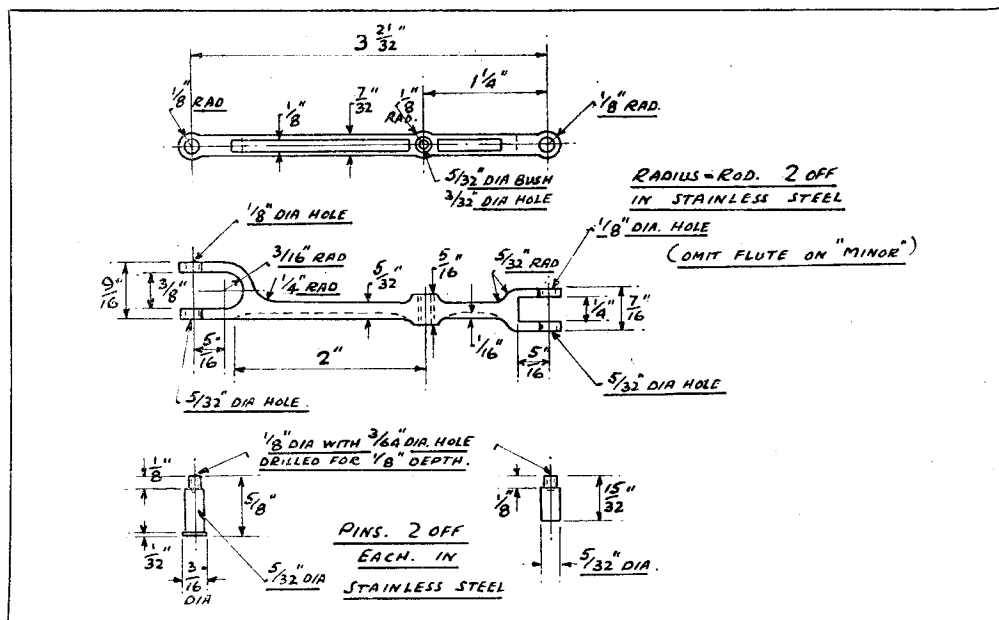 3 21/32"
1 1/4"
1/8" RAD
1/8"
7/32"
1/8" RAD.
1/8" RAD.
5/32" DIA BUSH
3/32" DIA HOLE
RADIUS-ROD. 2 OFF
IN STAINLESS STEEL
1/8" DIA HOLE
1/8" DIA. HOLE
(OMIT FLUTE ON "MINOR")
3/16" RAD
1/4" RAD
5/32"
5/16"
5/32" RAD
9/16"
3/8"
1/4"
7/16"
5/16
2"
1/16"
5/16
5/32" DIA HOLE.
5/32" DIA HOLE
1/8" DIA WITH 3/64" DIA. HOLE
DRILLED FOR 1/8" DEPTH.
1/8"
5/8"
1/32"
3/16" DIA
5/32" DIA
PINS. 2 OFF
EACH. IN
STAINLESS STEEL
1/8"
15/32"
5/32" DIA.